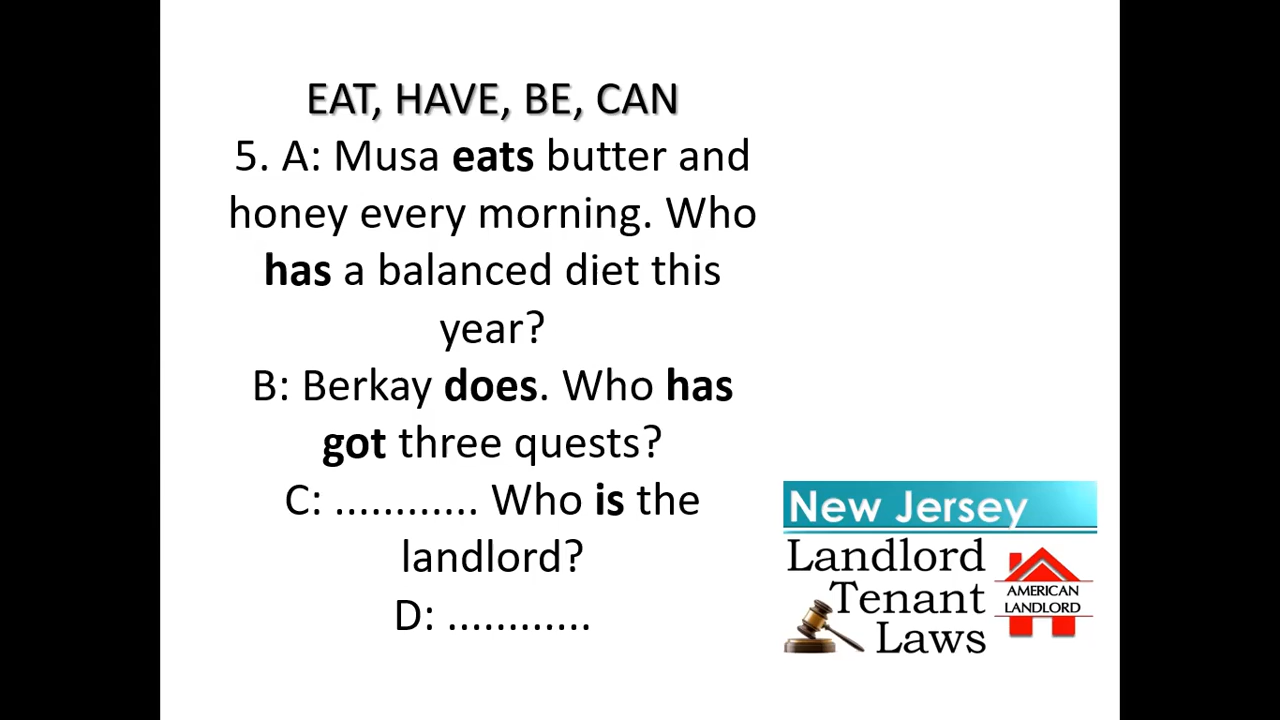 EAT, HAVE, BE, CAN
5. A: Musa eats butter and
honey every morning. Who
has a balanced diet this
year?
B: Berkay does. Who has
got three quests?
C: ............ Who is the
landlord?
D: ............
New Jersey
Landlord
Tenant
Laws
AMERICAN
LANDLORD